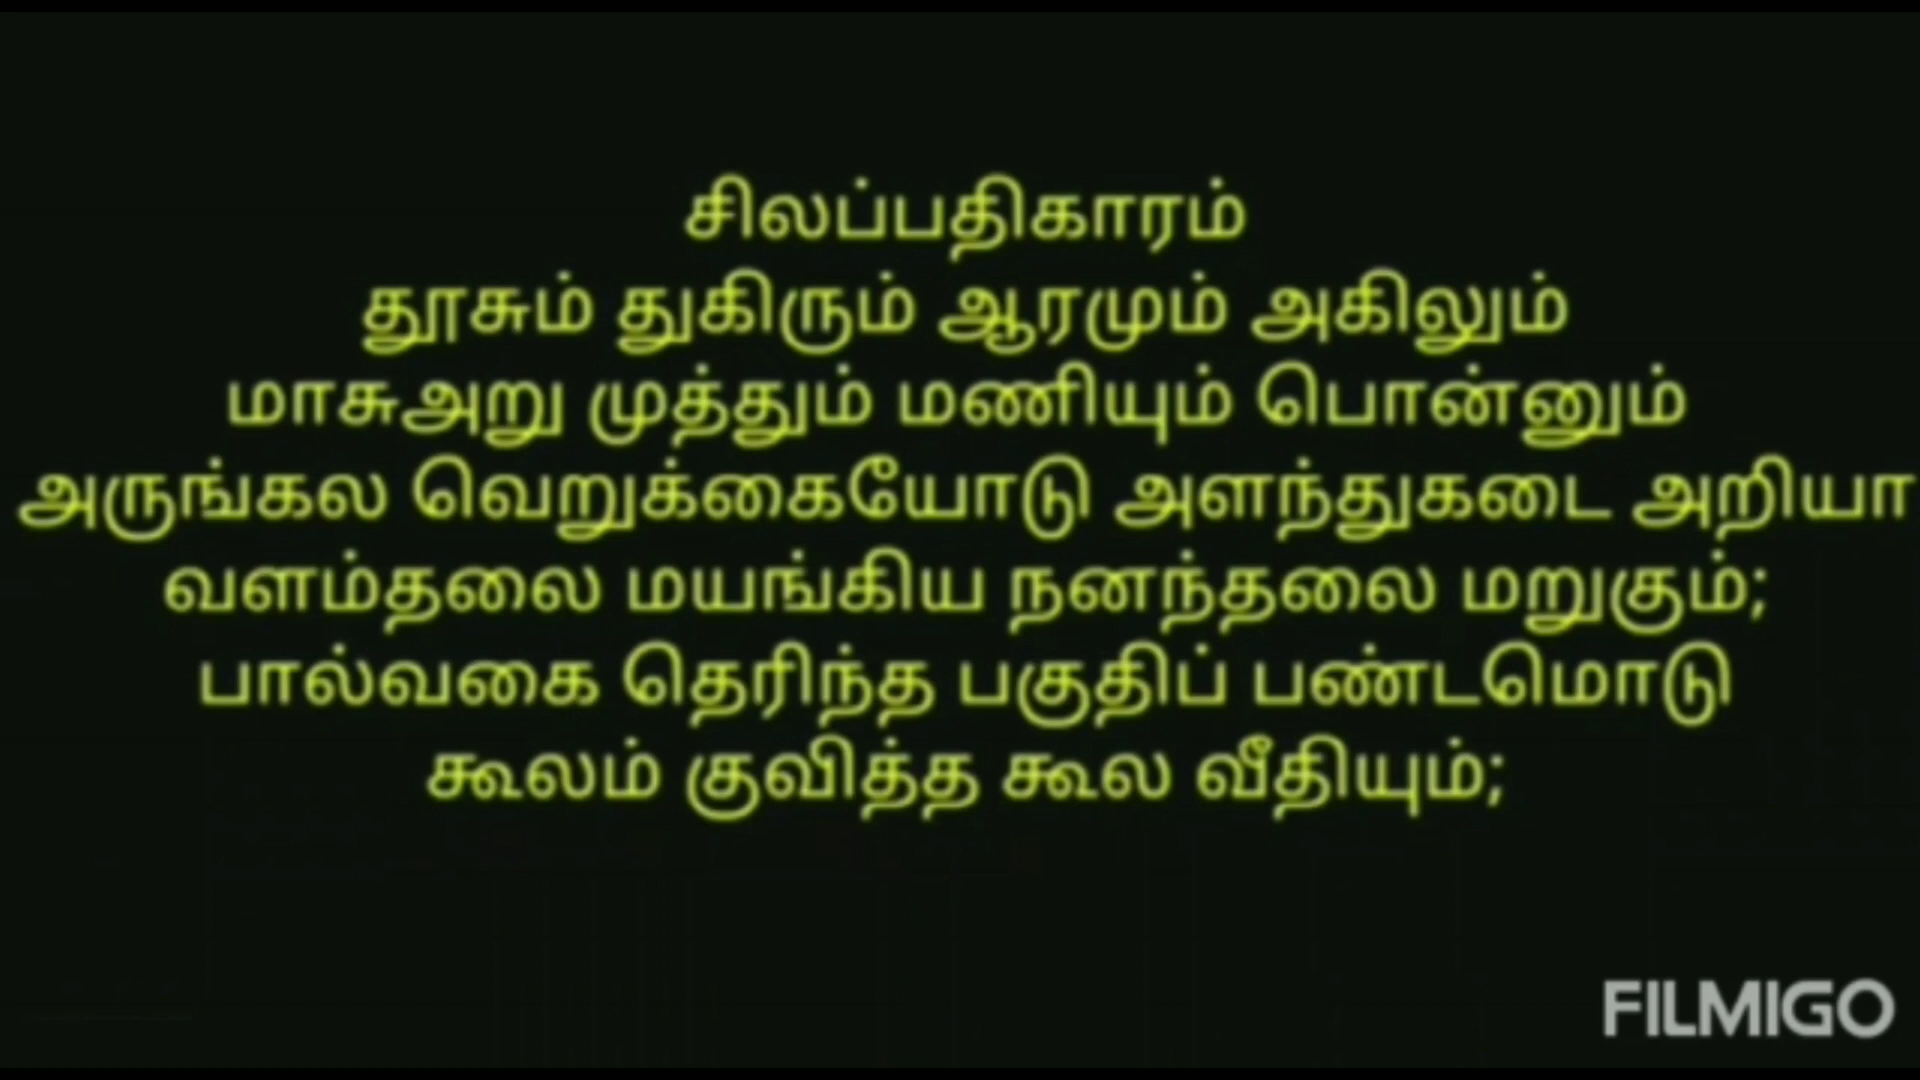 சிலப்பதிகாரம்
தூசும் துகிரும் ஆரமும் அகிலும்
மாசுஅறு முத்தும் மணியும் பொன்னும்
அருங்கல வெறுக்கையோடு அளந்துகடை அறியா
வளம்தலை மயங்கிய நனந்தலை மறுகும்;
பால்வகை தெரிந்த பகுதிப் பண்டமொடு
கூலம் குவித்த கூல வீதியும்;
FILMIGO